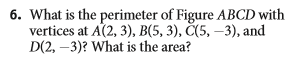 6. What is the perimeter of Figure ABCD with
vertices at A(2, 3), B(5, 3), C(5, −3), and
D(2, −3)? What is the area?